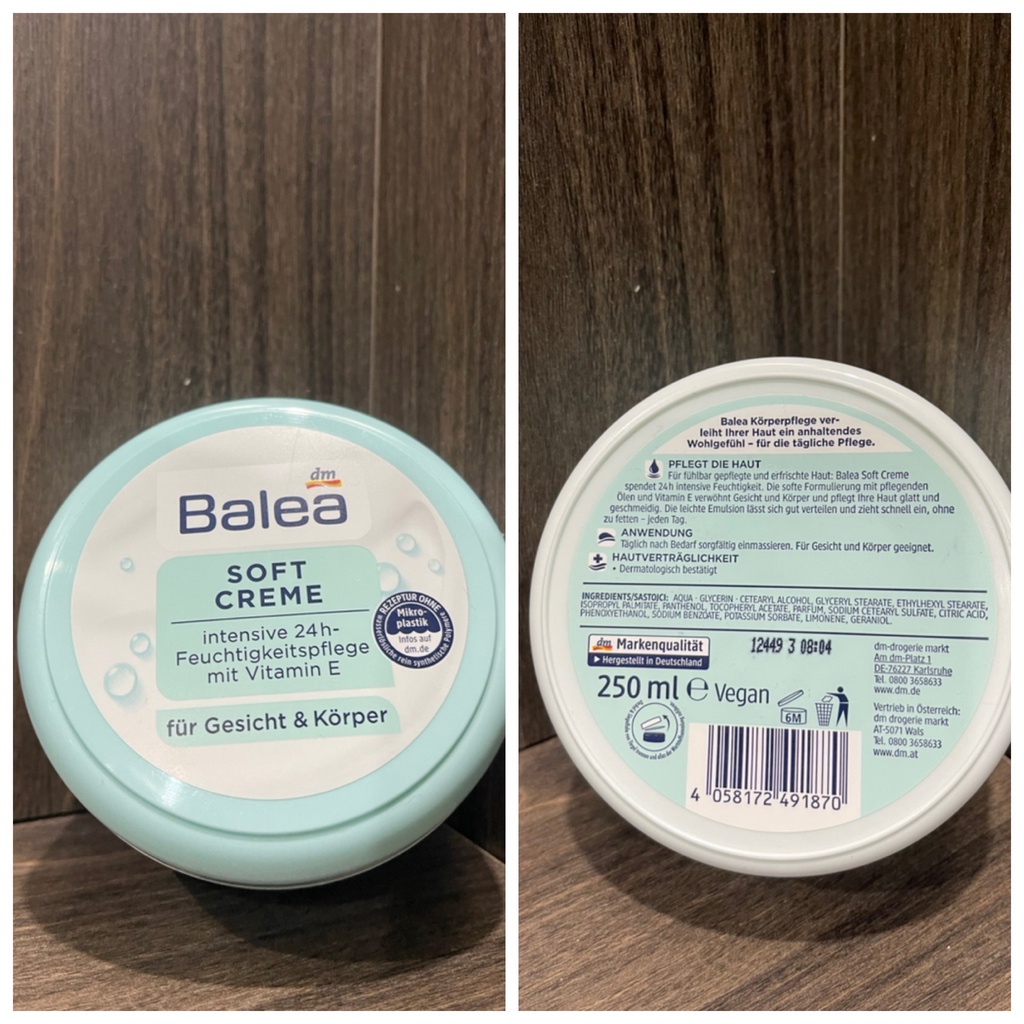 dm
Balea
SOFT
CREME
intensive 24h-
Feuchtigkeitspflege
mit Vitamin E
für Gesicht & Körper
REZEPTUR OHNE
Mikro-
plastik
Infos auf
dm.de
wasserlösliche rein synthetische Polymere
Balea Körperpflege ver-
leiht Ihrer Haut ein anhaltendes
Wohlgefühl – für die tägliche Pflege.
PFLEGT DIE HAUT
Für fühlbar gepflegte und erfrischte Haut: Balea Soft Creme
spendet 24h intensive Feuchtigkeit. Die softe Formulierung mit pflegenden
Ölen und Vitamin E verwöhnt Gesicht und Körper und pflegt Ihre Haut glatt und
geschmeidig. Die leichte Emulsion lässt sich gut verteilen und zieht schnell ein, ohne
zu fetten – jeden Tag.
ANWENDUNG
Täglich nach Bedarf sorgfältig einmassieren. Für Gesicht und Körper geeignet.
HAUTVERTRÄGLICHKEIT
• Dermatologisch bestätigt
INGREDIENTS/SASTOJCI: AQUA · GLYCERIN · CETEARYL ALCOHOL, GLYCERYL STEARATE, ETHYLHEXYL STEARATE,
ISOPROPYL PALMITATE, PANTHENOL, TOCOPHERYL ACETATE, PARFUM, SODIUM CETEARYL SULFATE, CITRIC ACID,
PHENOXYETHANOL, SODIUM BENZOATE, POTASSIUM SORBATE, LIMONENE, GERANIOL.
dm Markenqualität
Hergestellt in Deutschland
12449 3 08:04
250 ml e Vegan
6M
4 058172 491870
dm-drogerie markt
Am dm-Platz 1
DE-76227 Karlsruhe
Tel. 0800 3658633
www.dm.de
Vertrieb in Österreich:
dm drogerie markt
AT-5071 Wals
Tel. 0800 3658633
www.dm.at